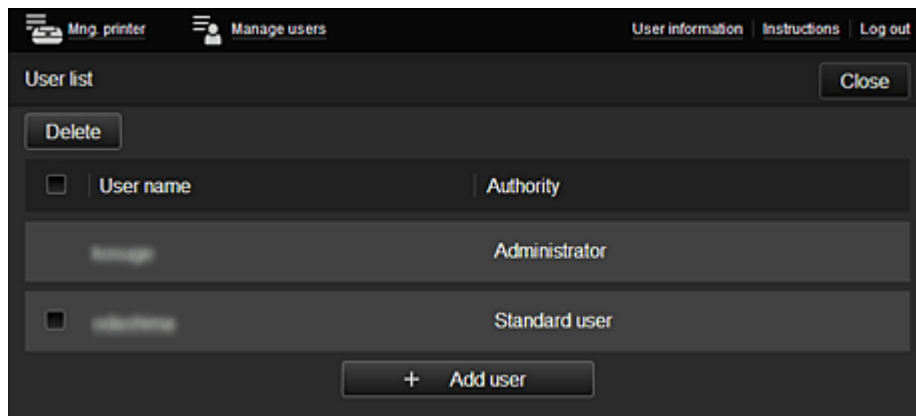 Mng. printer Manage users User information Instructions Log out
User list Close
Delete
User name Authority
Administrator
Standard user
+ Add user